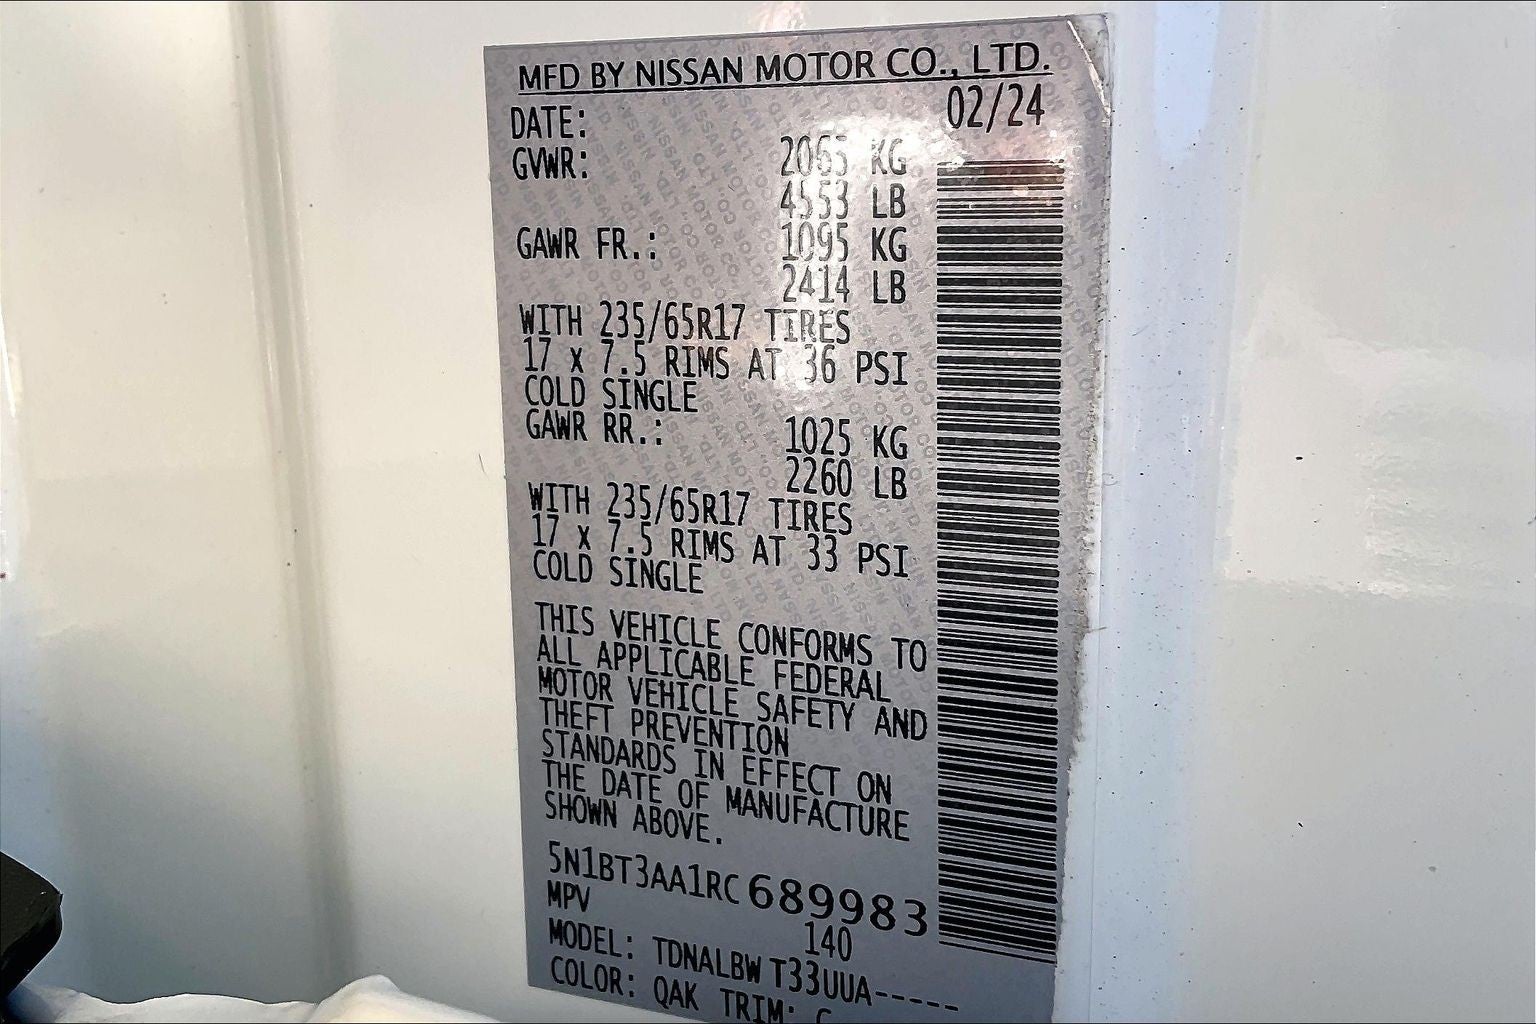 MFD BY NISSAN MOTOR CO., LTD.
DATE: 02/24
GVWR: 2065 KG
4553 LB
GAWR FR.: 1095 KG
2414 LB
WITH 235/65R17 TIRES
17 x 7.5 RIMS AT 36 PSI
COLD SINGLE
GAWR RR.: 1025 KG
2260 LB
WITH 235/65R17 TIRES
17 x 7.5 RIMS AT 33 PSI
COLD SINGLE
THIS VEHICLE CONFORMS TO
ALL APPLICABLE FEDERAL
MOTOR VEHICLE SAFETY AND
THEFT PREVENTION
STANDARDS IN EFFECT ON
THE DATE OF MANUFACTURE
SHOWN ABOVE.
5N1BT3AA1RC689983
MPV 140
MODEL: TDNALBW T33UUA-----
COLOR: QAK TRIM: